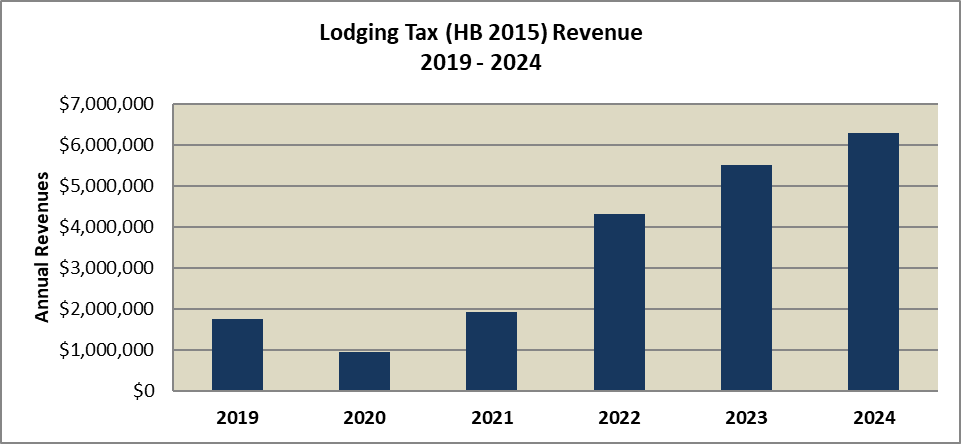 Lodging Tax (HB 2015) Revenue
2019 - 2024
Annual Revenues
$7,000,000
$6,000,000
$5,000,000
$4,000,000
$3,000,000
$2,000,000
$1,000,000
$0
2019 2020 2021 2022 2023 2024